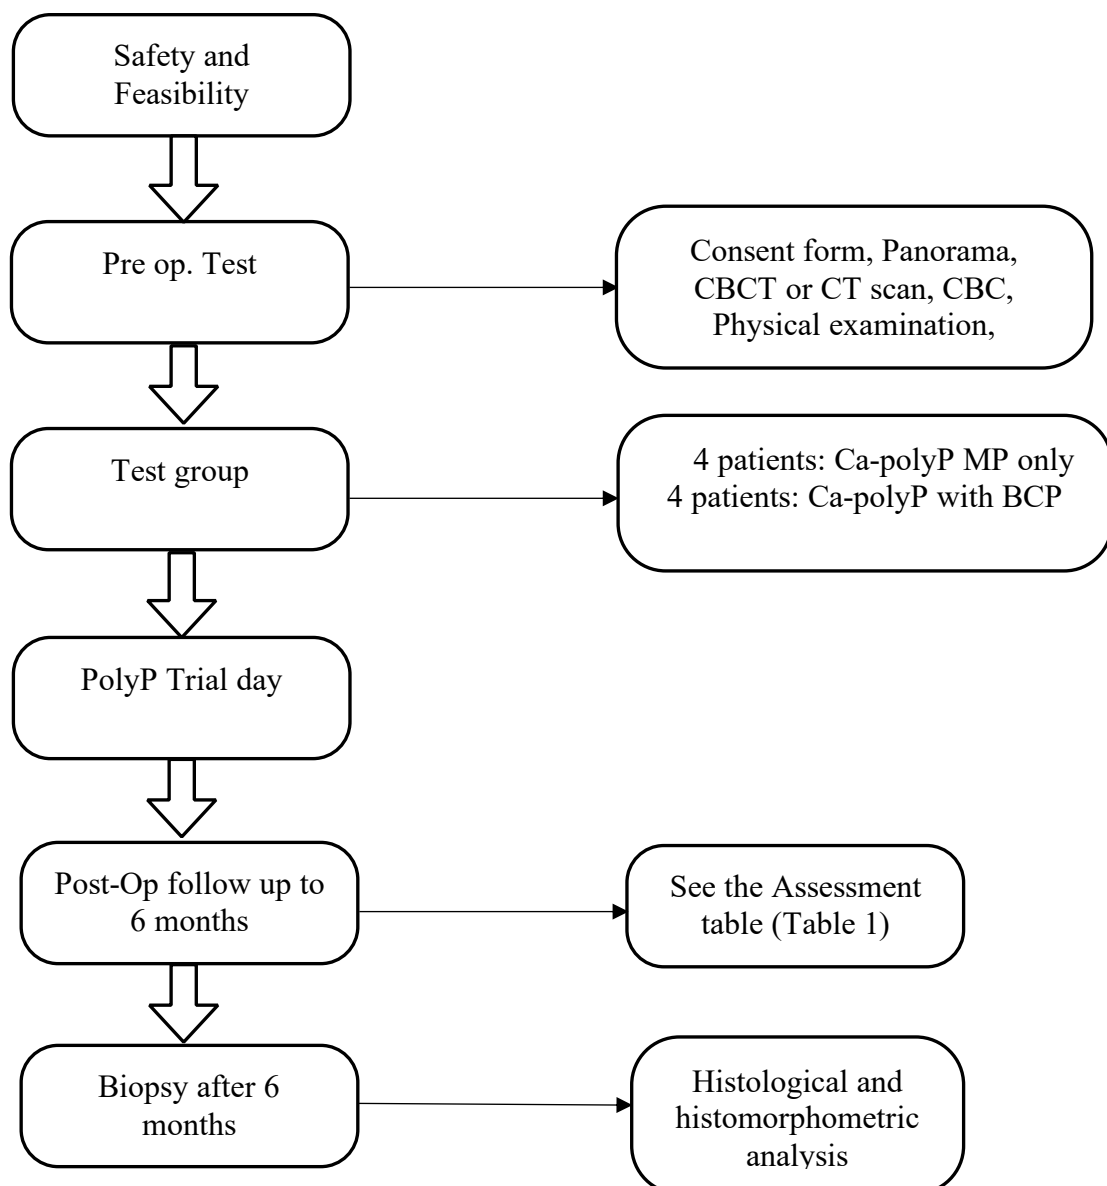 Safety and
Feasibility
Pre op. Test
Consent form, Panorama,
CBCT or CT scan, CBC,
Physical examination,
Test group
4 patients: Ca-polyP MP only
4 patients: Ca-polyP with BCP
PolyP Trial day
Post-Op follow up to
6 months
See the Assessment
table (Table 1)
Biopsy after 6
months
Histological and
histomorphometric
analysis